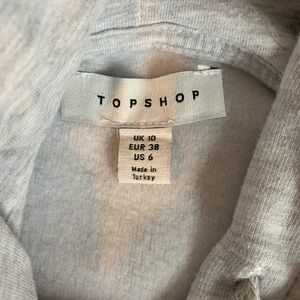 TOPSHOP
UK 10
EUR 38
US 6
Made in
Turkey